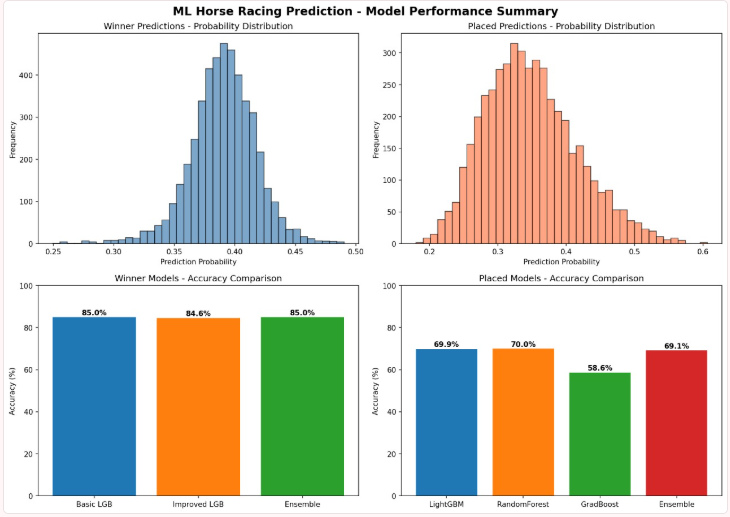 ML Horse Racing Prediction - Model Performance Summary
Winner Predictions - Probability Distribution
Frequency
400
300
200
100
0
0.25 0.30 0.35 0.40 0.45 0.50
Prediction Probability
Placed Predictions - Probability Distribution
Frequency
300
250
200
150
100
50
0
0.2 0.3 0.4 0.5 0.6
Prediction Probability
Winner Models - Accuracy Comparison
Accuracy (%)
100
80
60
40
20
0
85.0% 84.6% 85.0%
Basic LGB Improved LGB Ensemble
Placed Models - Accuracy Comparison
Accuracy (%)
100
80
60
40
20
0
69.9% 70.0% 58.6% 69.1%
LightGBM RandomForest GradBoost Ensemble